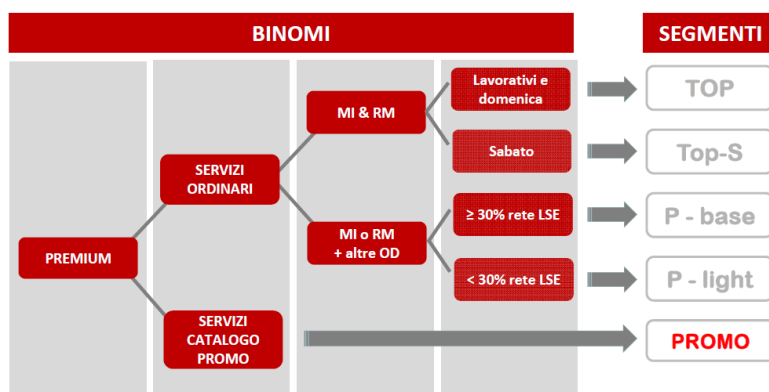 BINOMI
SEGMENTI
Lavorativi e
domenica
TOP
MI & RM
Sabato
Top-S
SERVIZI
ORDINARI
≥ 30% rete LSE
P - base
MI o RM
+ altre OD
PREMIUM
< 30% rete LSE
P - light
SERVIZI
CATALOGO
PROMO
PROMO